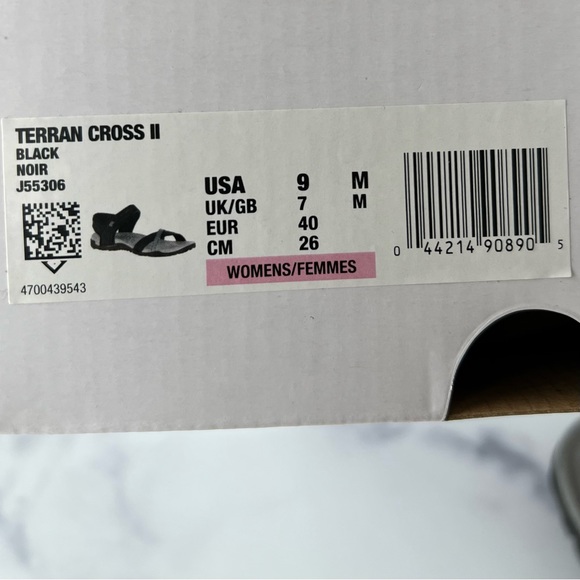 TERRAN CROSS II
BLACK
NOIR
J55306
USA 9 M
UK/GB 7 M
EUR 40
CM 26
WOMENS/FEMMES
4700439543
0 44214 90890 5